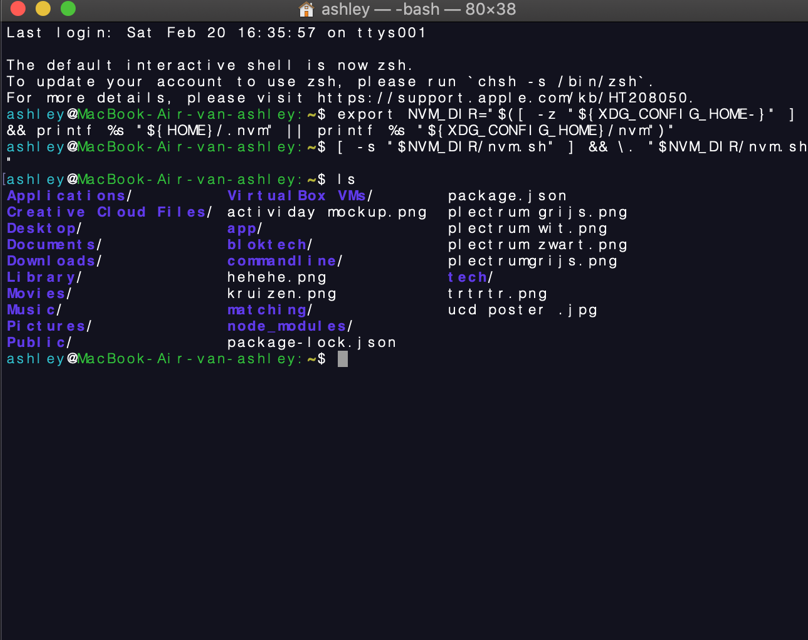 ashley — -bash — 80×38
Last login: Sat Feb 20 16:35:57 on ttys001
The default interactive shell is now zsh.
To update your account to use zsh, please run `chsh -s /bin/zsh`.
For more details, please visit https://support.apple.com/kb/HT208050.
ashley@MacBook-Air-van-ashley:~$ export NVM_DIR="$([ -z "${XDG_CONFIG_HOME-}" ]
&& printf %s "${HOME}/.nvm" || printf %s "${XDG_CONFIG_HOME}/nvm")"
ashley@MacBook-Air-van-ashley:~$ [ -s "$NVM_DIR/nvm.sh" ] && \. "$NVM_DIR/nvm.sh
"
[ashley@MacBook-Air-van-ashley:~$ ls
Applications/ VirtualBox VMs/ package.json
Creative Cloud Files/ actividay mockup.png plectrum grijs.png
Desktop/ app/ plectrum wit.png
Documents/ bloktech/ plectrum zwart.png
Downloads/ commandline/ plectrumgrijs.png
Library/ hehehe.png tech/
Movies/ kruizen.png trtrtr.png
Music/ matching/ ucd poster .jpg
Pictures/ node_modules/
Public/ package-lock.json
ashley@MacBook-Air-van-ashley:~$